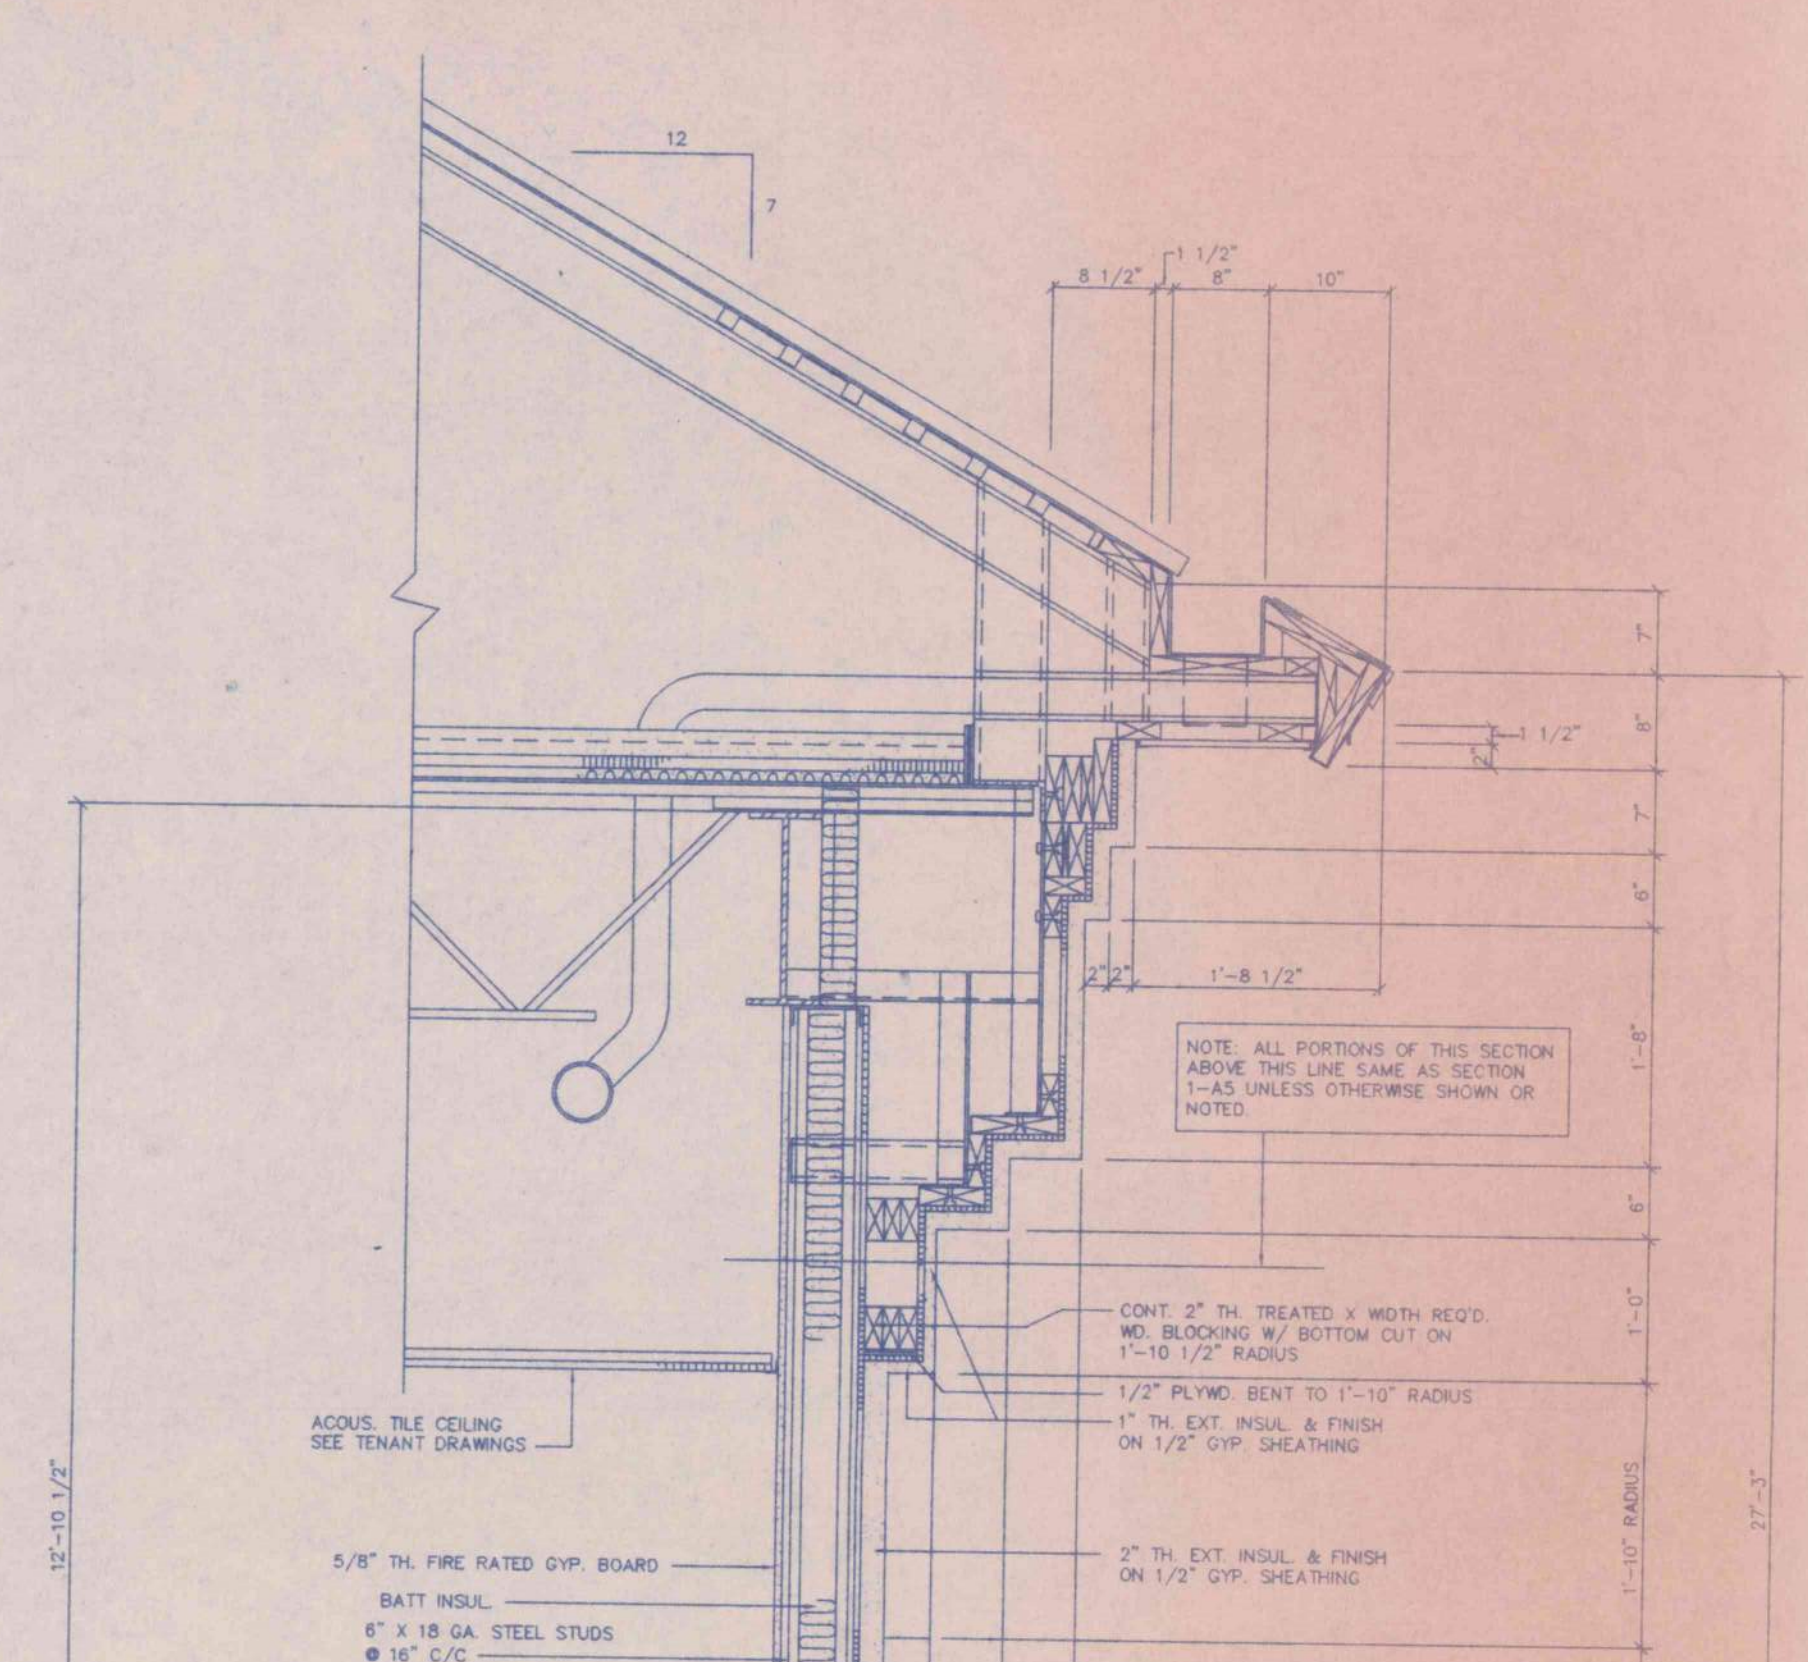 12
7
1 1/2"
8 1/2"
8"
10"
7"
8"
1 1/2"
2"
7"
6"
2"
2"
1'-8 1/2"
1'-8"
NOTE: ALL PORTIONS OF THIS SECTION
ABOVE THIS LINE SAME AS SECTION
1-A5 UNLESS OTHERWISE SHOWN OR
NOTED.
6"
CONT. 2" TH. TREATED X WIDTH REQ'D.
WD. BLOCKING W/ BOTTOM CUT ON
1'-10 1/2" RADIUS
1'-0"
1/2" PLYWD. BENT TO 1'-10" RADIUS
1" TH. EXT. INSUL. & FINISH
ON 1/2" GYP. SHEATHING
ACOUS. TILE CEILING
SEE TENANT DRAWINGS
12'-10 1/2"
1'-10" RADIUS
27'-3"
5/8" TH. FIRE RATED GYP. BOARD
2" TH. EXT. INSUL. & FINISH
ON 1/2" GYP. SHEATHING
BATT INSUL.
6" X 18 GA. STEEL STUDS
@ 16" C/C